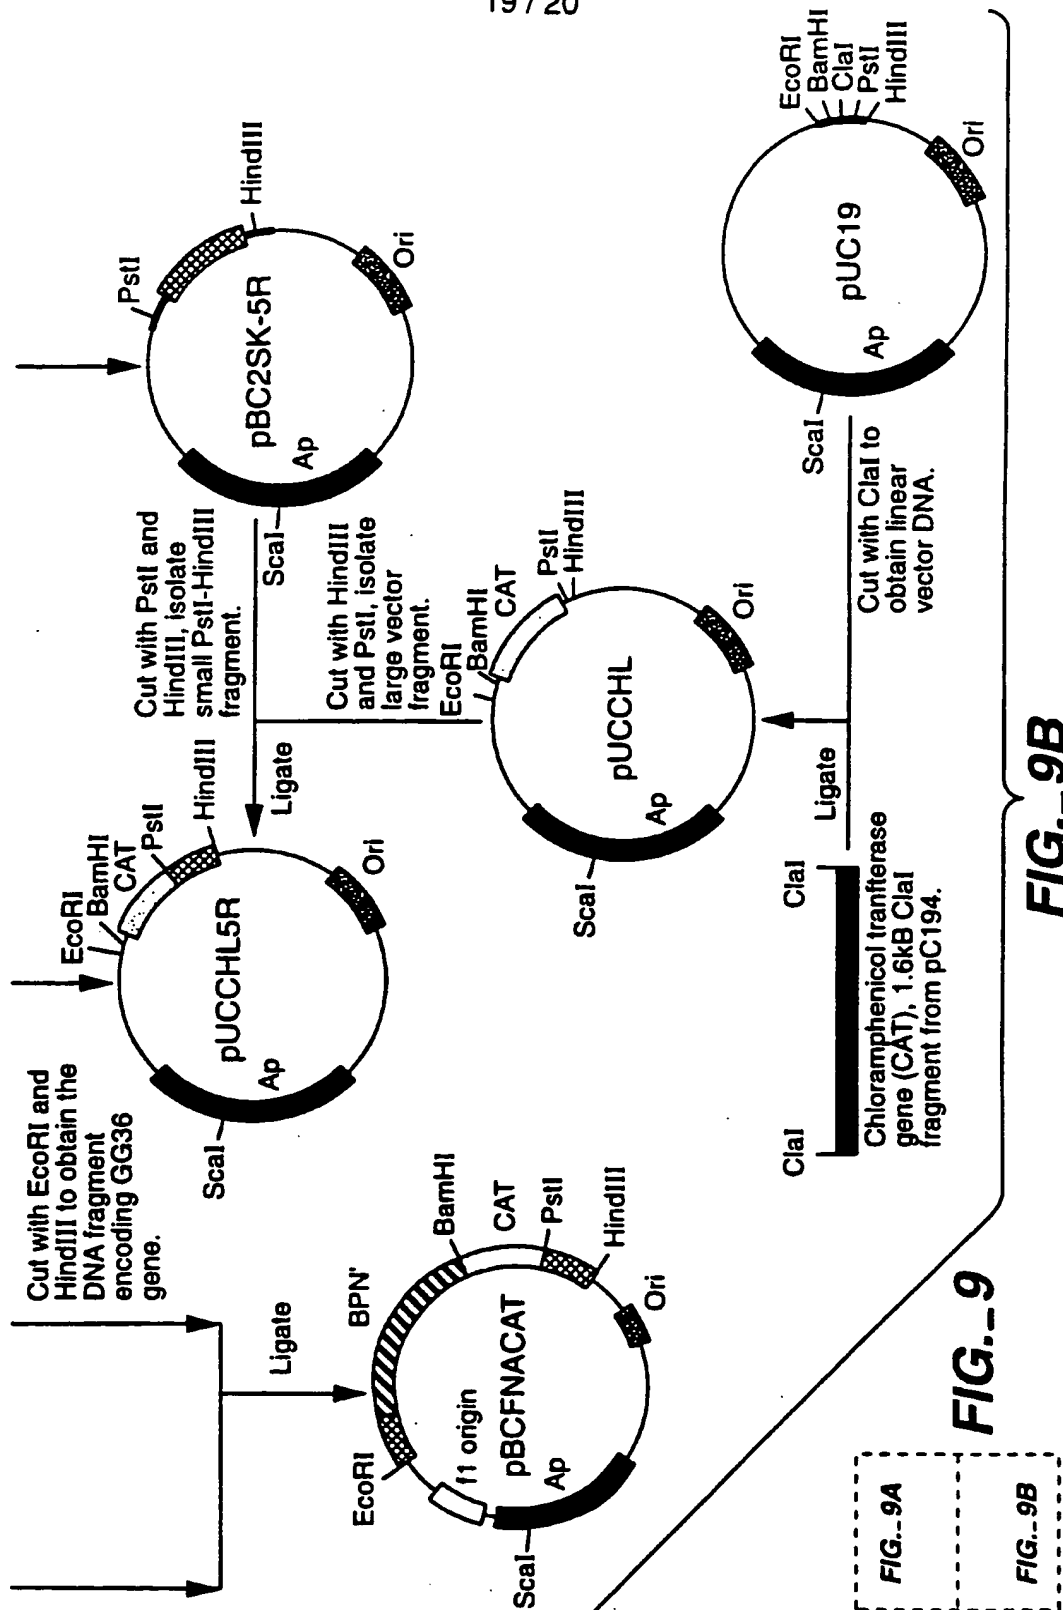 19 / 20
Cut with EcoRI and
HindIII to obtain the
DNA fragment
encoding GG36
gene.
Ligate
EcoRI
BPN'
BamHI
CAT
PstI
HindIII
Ori
f1 origin
pBCFNACAT
Ap
ScaI
EcoRI
BamHI
CAT
PstI
HindIII
Ori
pUCCHL5R
Ap
ScaI
Ligate
Cut with PstI and
HindIII, isolate
small PstI-HindIII
fragment.
Cut with HindIII
and PstI, isolate
large vector
fragment.
PstI
HindIII
Ori
pBC2SK-5R
Ap
ScaI
EcoRI
BamHI
CAT
PstI
HindIII
Ori
pUCCHL
Ap
ScaI
Ligate
ClaI
ClaI
Chloramphenicol tranfterase
gene (CAT), 1.6kB ClaI
fragment from pC194.
Cut with ClaI to
obtain linear
vector DNA.
EcoRI
BamHI
ClaI
PstI
HindIII
Ori
pUC19
Ap
ScaI
FIG._9B
FIG._9
FIG._9A
FIG._9B